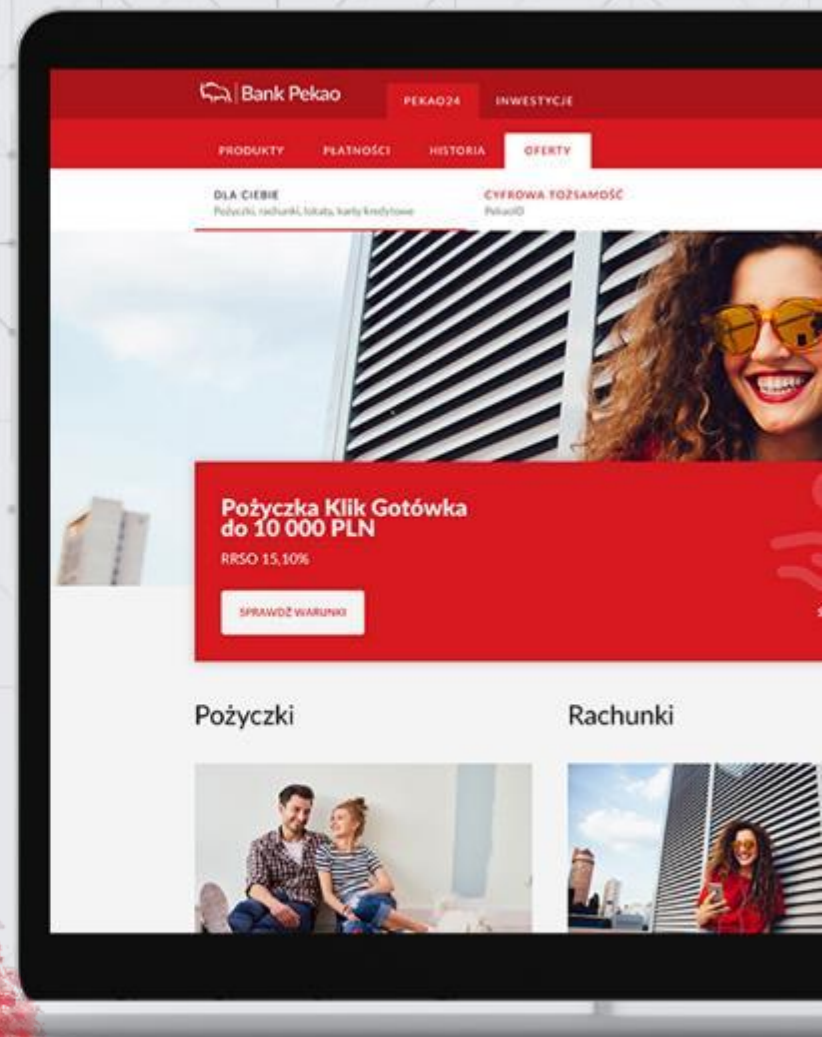 Bank Pekao
PEKAO24
INWESTYCJE
PRODUKTY
PŁATNOŚCI
HISTORIA
OFERTY
DLA CIEBIE
Pożyczki, rachunki, lokaty, karty kredytowe
CYFROWA TOŻSAMOŚĆ
PekaoID
Pożyczka Klik Gotówka
do 10 000 PLN
RRSO 15,10%
SPRAWDŹ WARUNKI
Pożyczki
Rachunki